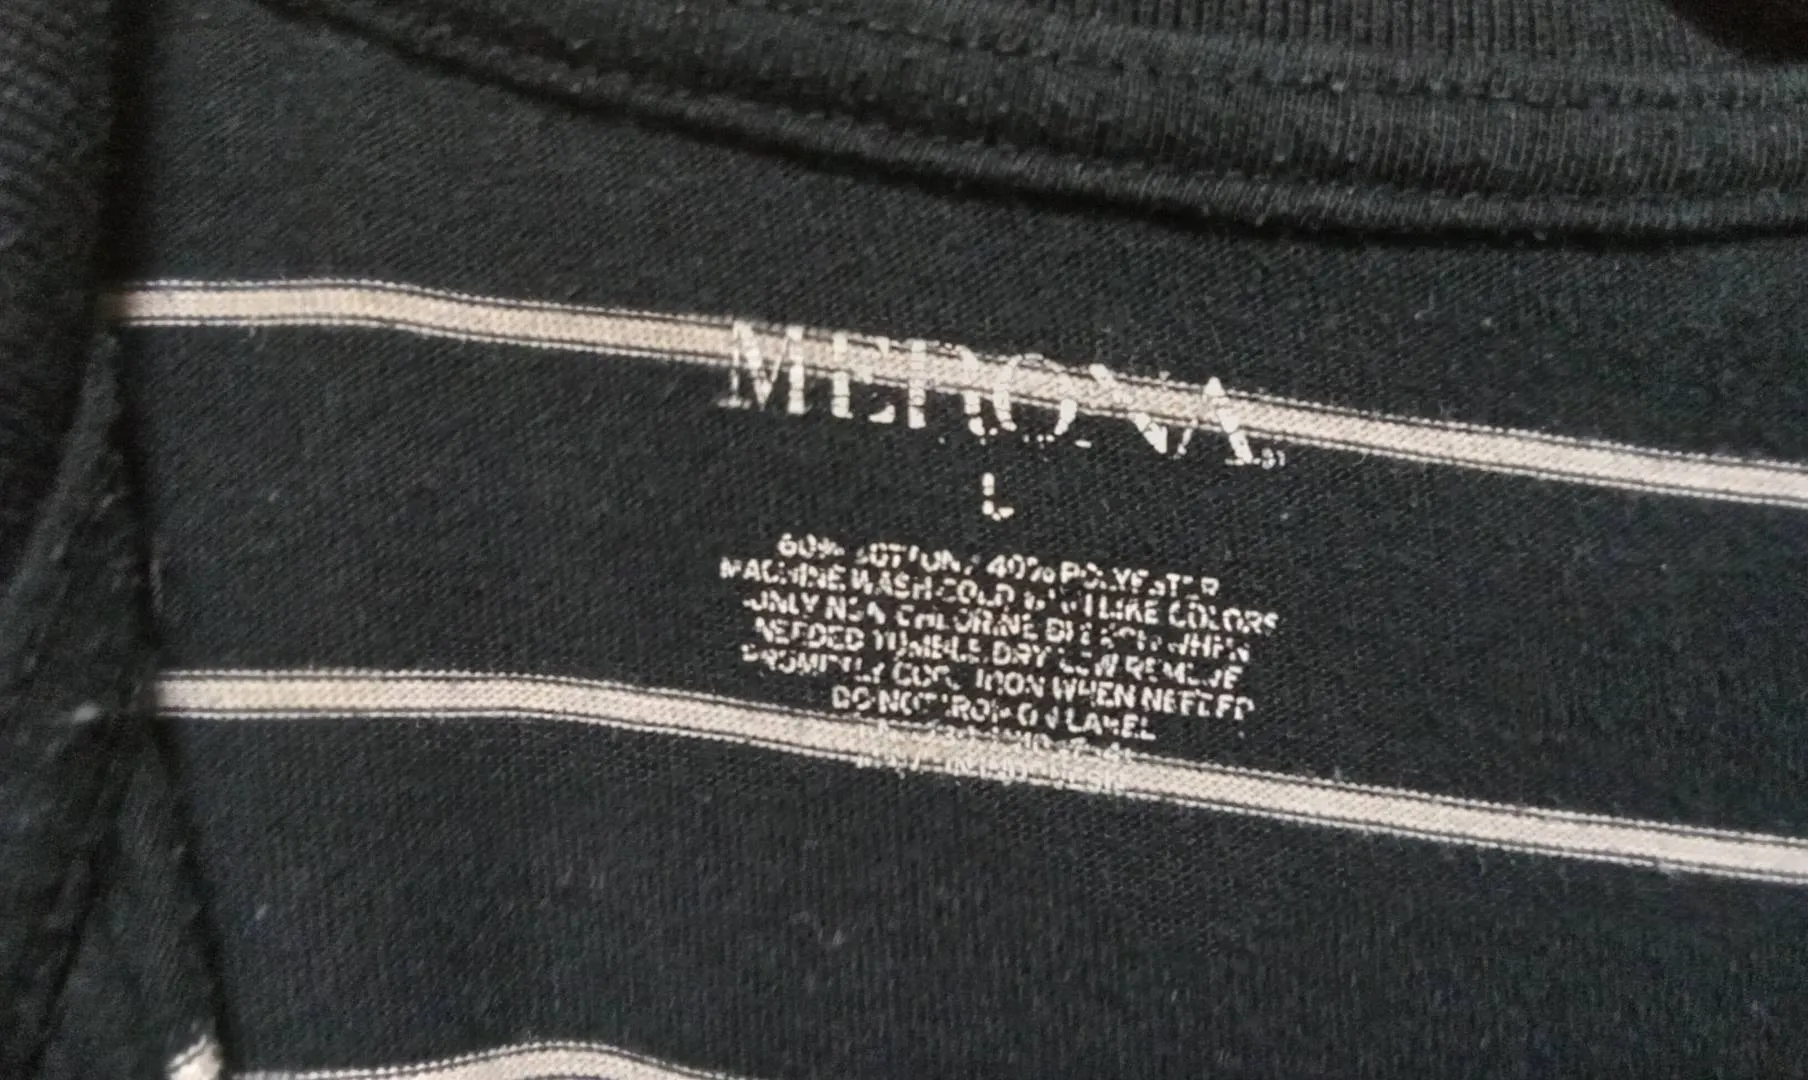 MERONA
L
60% COTTON / 40% POLYESTER
MACHINE WASH COLD WITH LIKE COLORS
ONLY NON CHLORINE BLEACH WHEN
NEEDED TUMBLE DRY LOW REMOVE
PROMPTLY COOL IRON WHEN NEEDED
DO NOT IRON ON LABEL